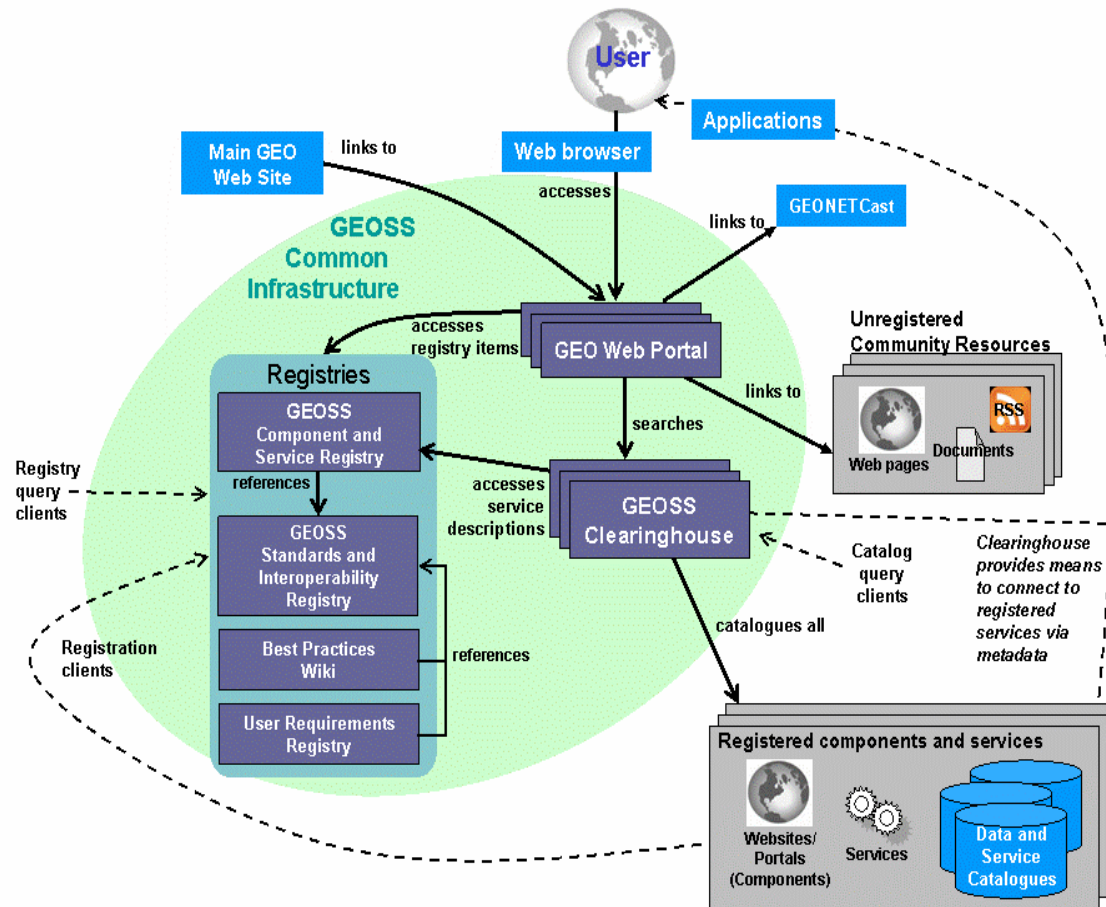 User
Applications
Web browser
Main GEO
Web Site
links to
accesses
GEONETCast
links to
GEOSS
Common
Infrastructure
accesses
registry items
GEO Web Portal
Unregistered
Community Resources
RSS
Web pages
Documents
links to
searches
Registries
GEOSS
Component and
Service Registry
references
Registry
query
clients
accesses
service
descriptions
GEOSS
Clearinghouse
GEOSS
Standards and
Interoperability
Registry
Catalog
query
clients
Clearinghouse
provides means
to connect to
registered
services via
metadata
catalogues all
Registration
clients
Best Practices
Wiki
references
User Requirements
Registry
Registered components and services
Websites/
Portals
(Components)
Services
Data and
Service
Catalogues